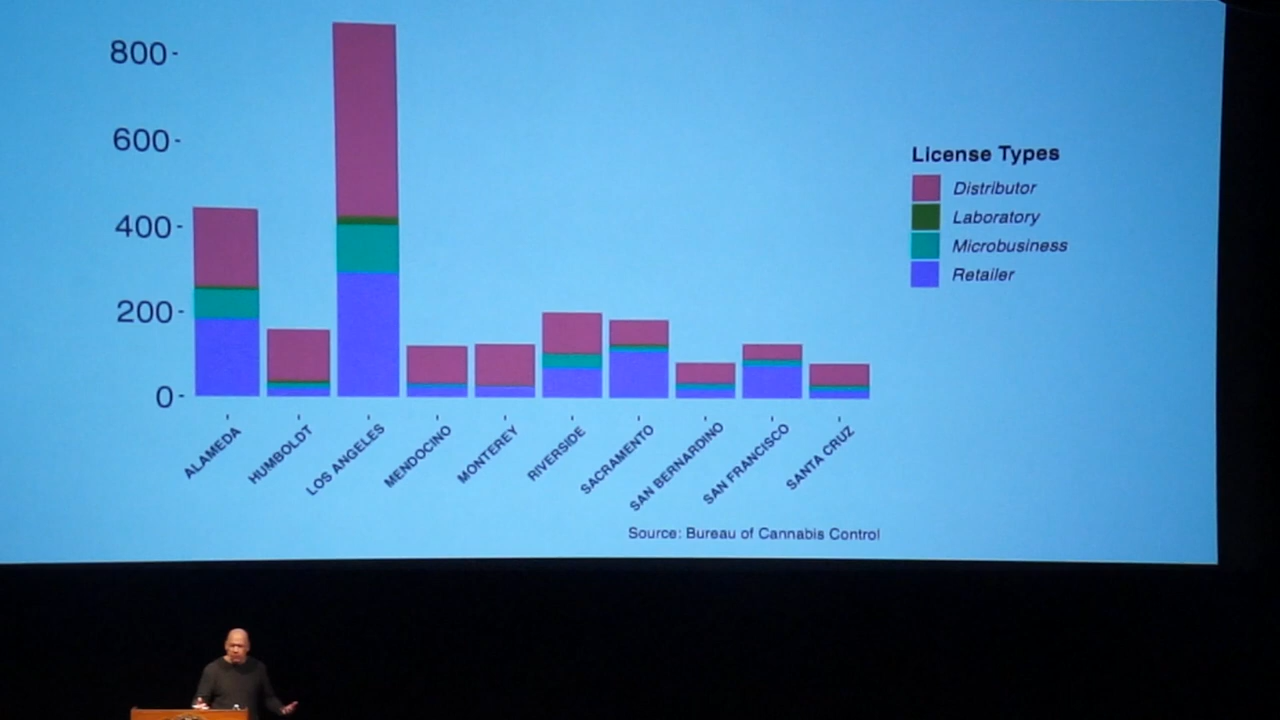 800
600
400
200
0
ALAMEDA
HUMBOLDT
LOS ANGELES
MENDOCINO
MONTEREY
RIVERSIDE
SACRAMENTO
SAN BERNARDINO
SAN FRANCISCO
SANTA CRUZ
License Types
Distributor
Laboratory
Microbusiness
Retailer
Source: Bureau of Cannabis Control